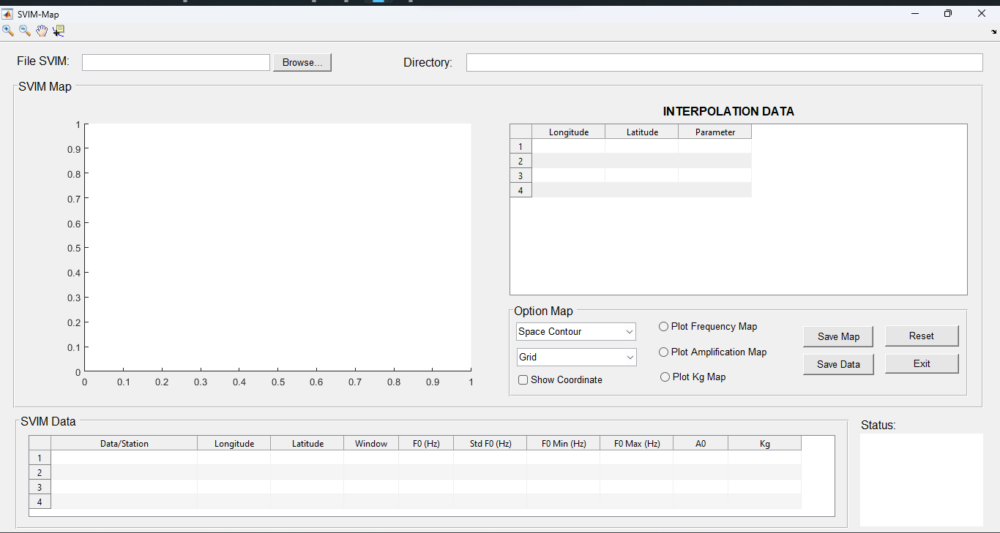 SVIM-Map
File SVIM:
Browse...
Directory:
SVIM Map
1
0.9
0.8
0.7
0.6
0.5
0.4
0.3
0.2
0.1
0
0 0.1 0.2 0.3 0.4 0.5 0.6 0.7 0.8 0.9 1
INTERPOLATION DATA
Longitude Latitude Parameter
1
2
3
4
Option Map
Space Contour
Grid
Show Coordinate
Plot Frequency Map
Plot Amplification Map
Plot Kg Map
Save Map
Reset
Save Data
Exit
SVIM Data
Data/Station Longitude Latitude Window F0 (Hz) Std F0 (Hz) F0 Min (Hz) F0 Max (Hz) A0 Kg
1
2
3
4
Status: